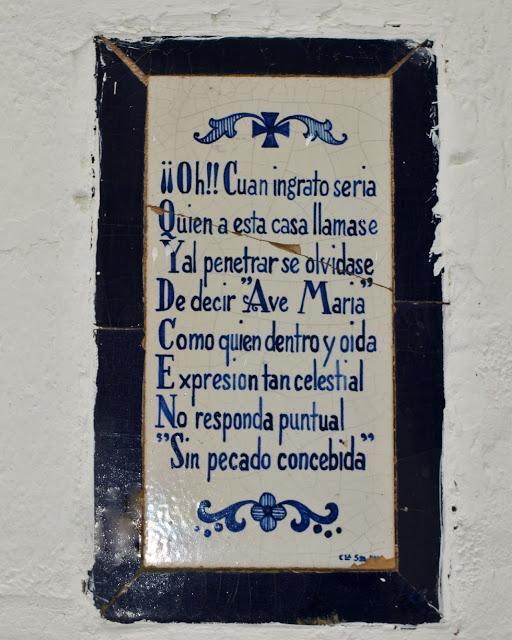 ¡¡Oh!! Cuan ingrato seria
Quien a esta casa llamase
Y al penetrar se olvidase
De decir "Ave Maria"
Como quien dentro y oida
Expresion tan celestial
No responda puntual
"Sin pecado concebida"